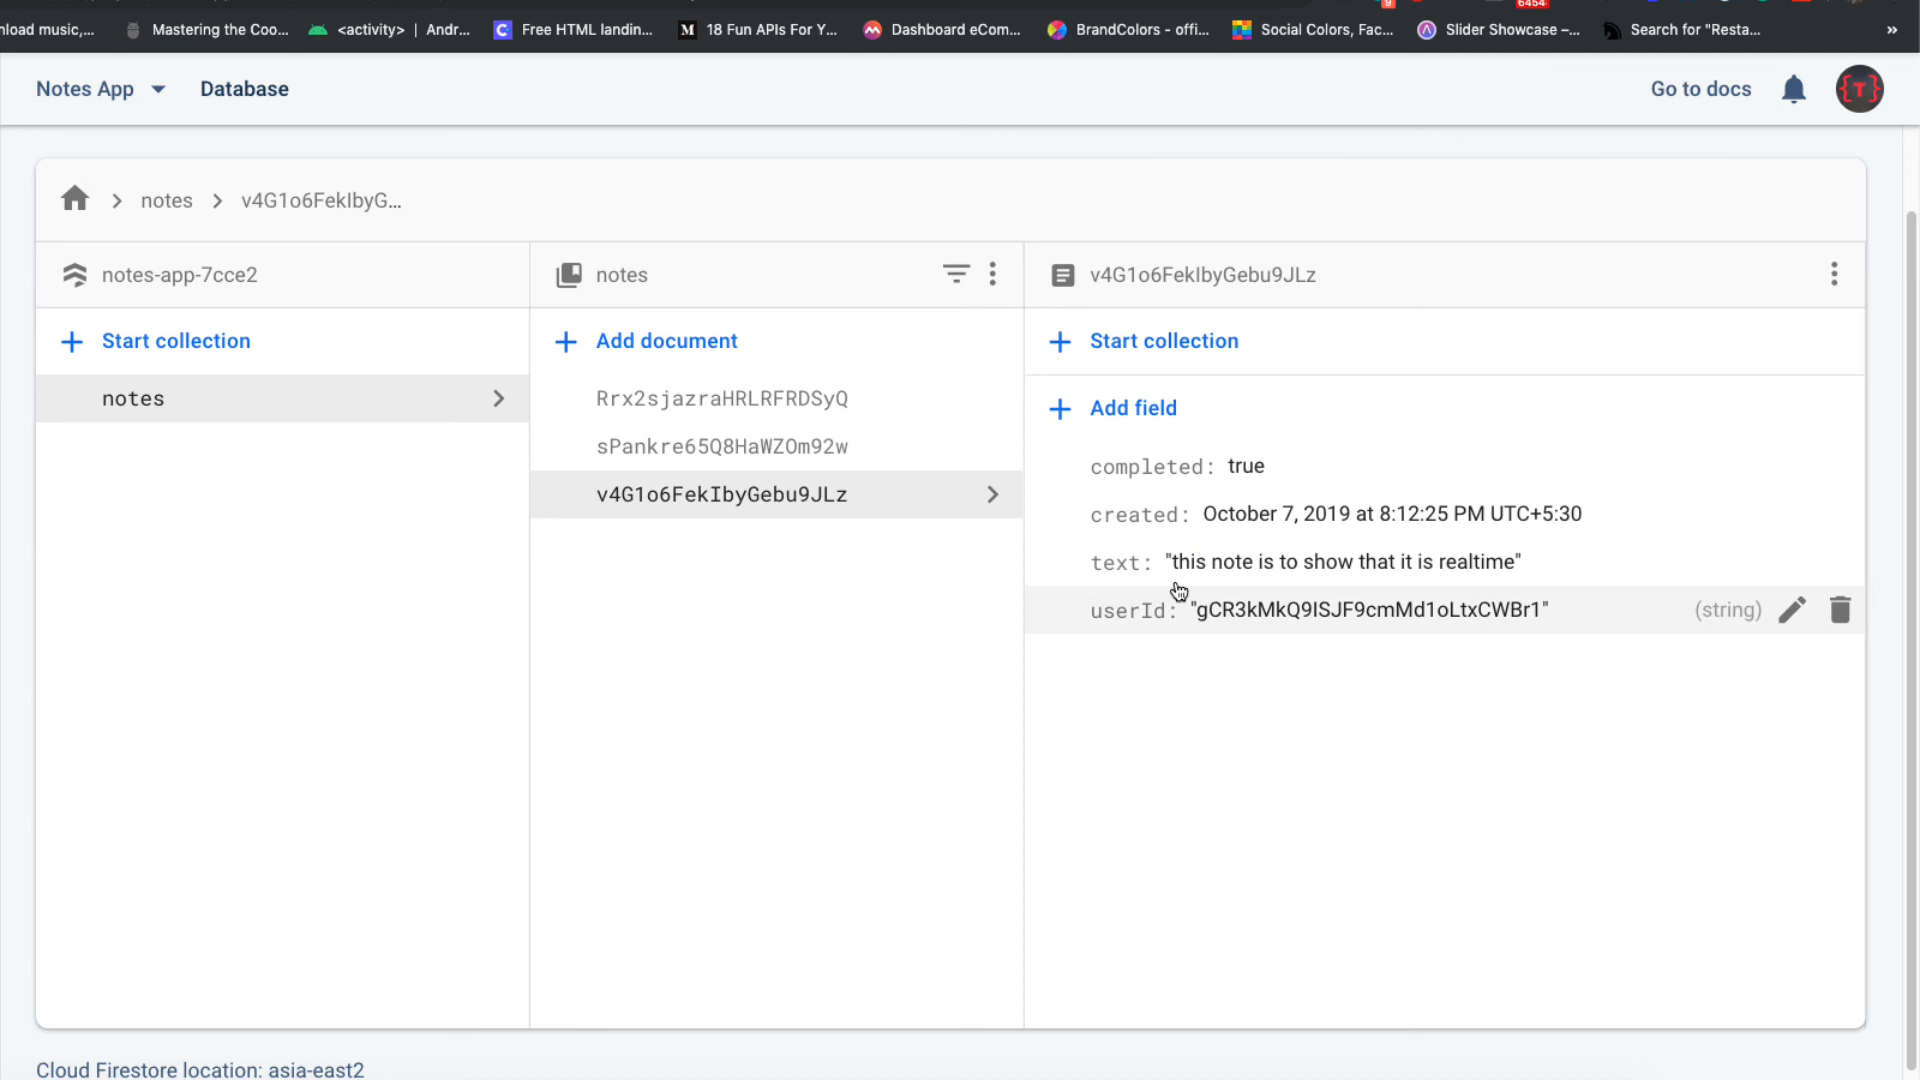 nload music,... Mastering the Coo... <activity> | Andr... Free HTML landin... M 18 Fun APIs For Y... Dashboard eCom... BrandColors - offi... Social Colors, Fac... Slider Showcase –... Search for "Resta... »
9 6454
Notes App Database Go to docs {T}
notes v4G1o6FekIbyG...
notes-app-7cce2 notes v4G1o6FekIbyGebu9JLz
+ Start collection + Add document + Start collection
notes Rrx2sjazraHRLRFRDSyQ + Add field
sPankre65Q8HaWZOm92w completed: true
v4G1o6FekIbyGebu9JLz created: October 7, 2019 at 8:12:25 PM UTC+5:30
text: "this note is to show that it is realtime"
userId: "gCR3kMkQ9ISJF9cmMd1oLtxCWBr1" (string)
Cloud Firestore location: asia-east2